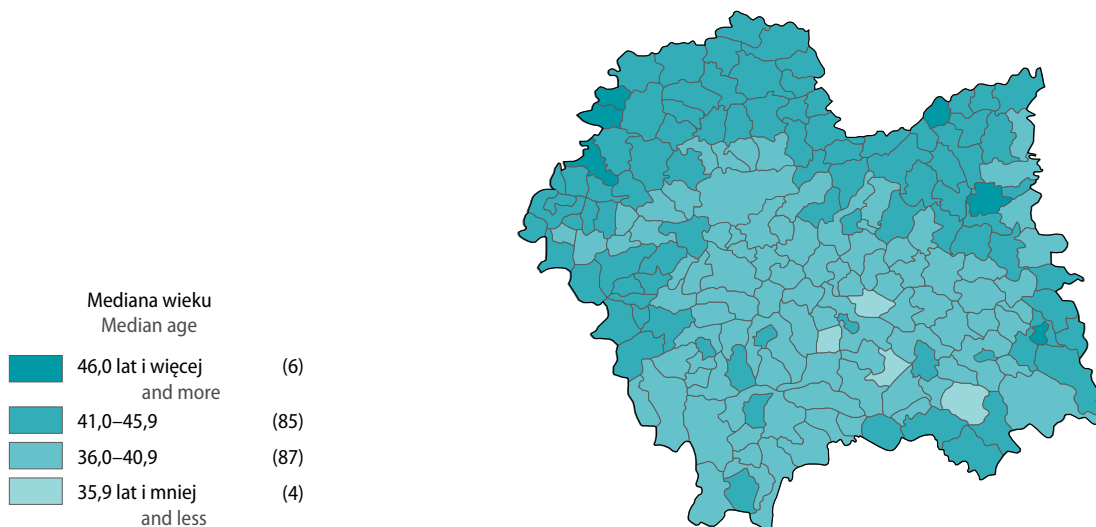 Mediana wieku
Median age
46,0 lat i więcej (6)
and more
41,0–45,9 (85)
36,0–40,9 (87)
35,9 lat i mniej (4)
and less